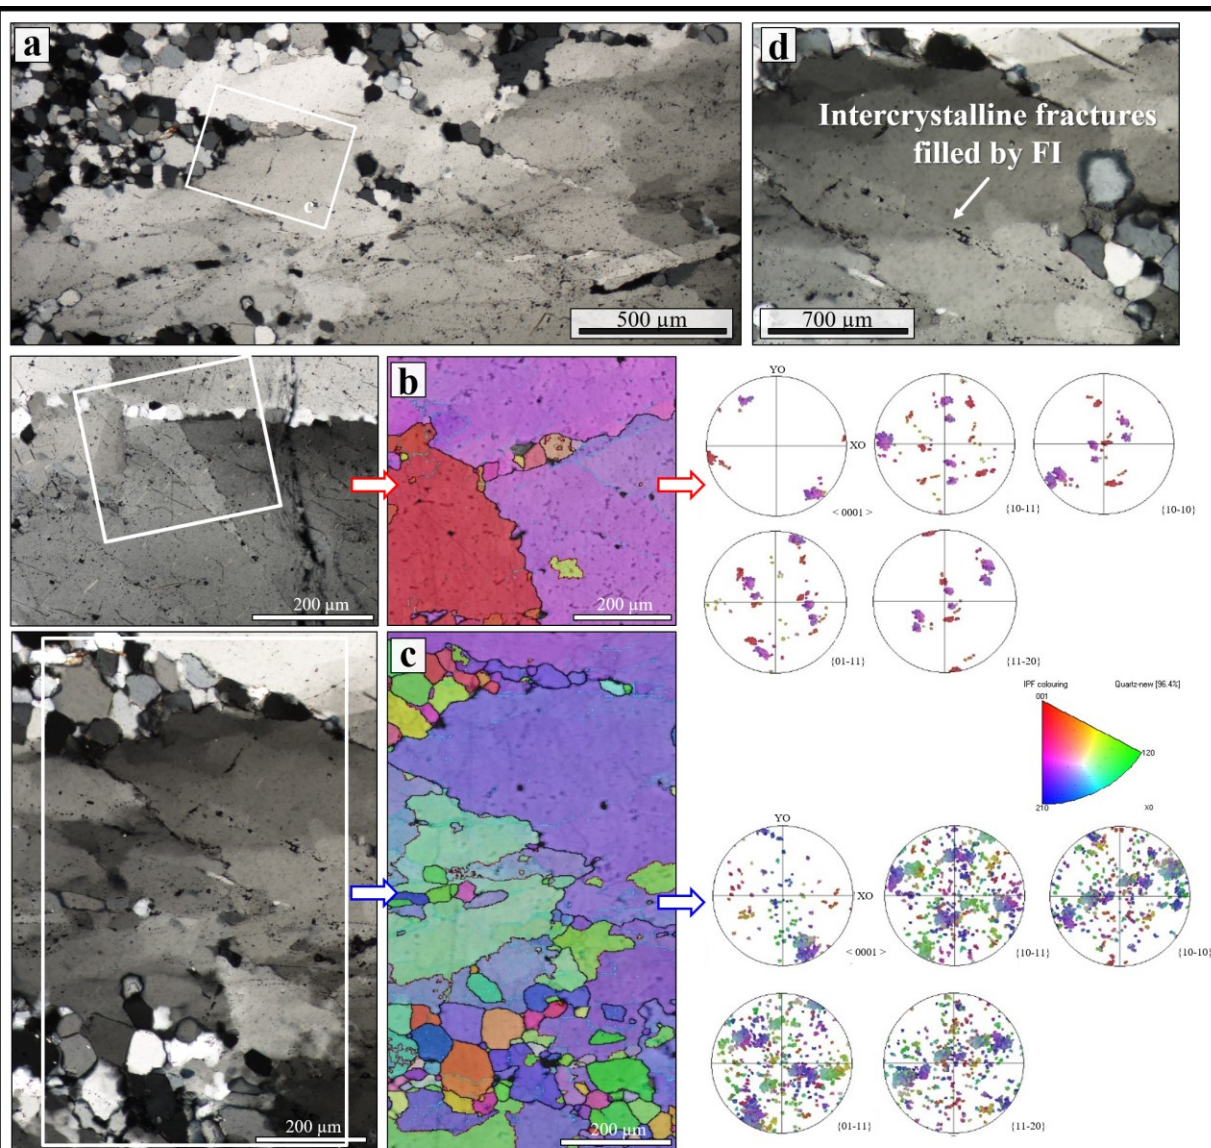 a
c
500 µm
d
Intercrystalline fractures
filled by FI
700 µm
200 µm
b
200 µm
YO
XO
< 0001 >
{10-11}
{10-10}
{01-11}
{11-20}
IPF colouring
Quartz-new [96.4%]
001
120
210
X0
200 µm
c
200 µm
YO
XO
< 0001 >
{10-11}
{10-10}
{01-11}
{11-20}